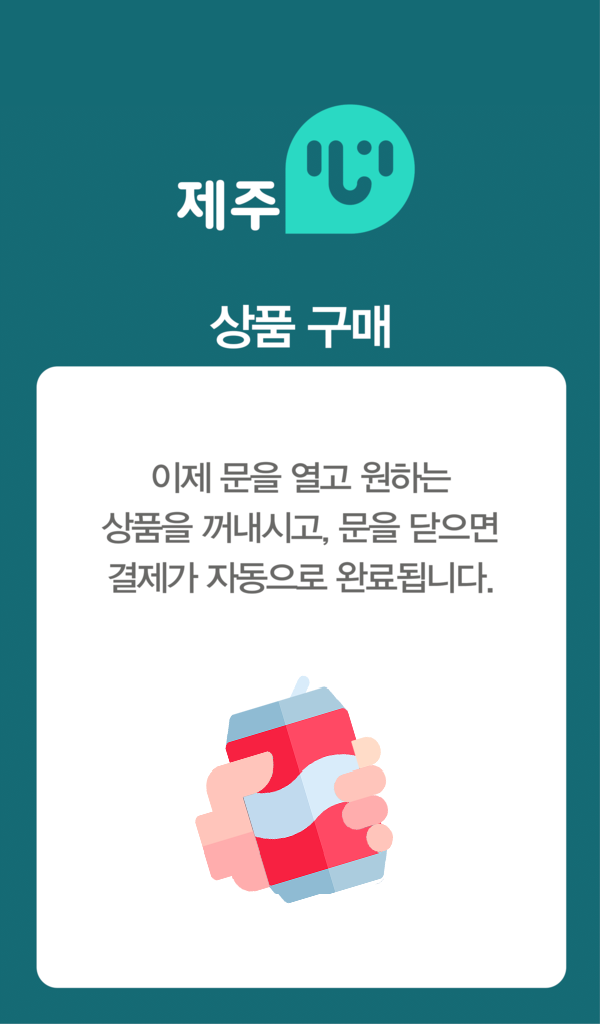 제주
심
상품 구매
이제 문을 열고 원하는
상품을 꺼내시고, 문을 닫으면
결제가 자동으로 완료됩니다.